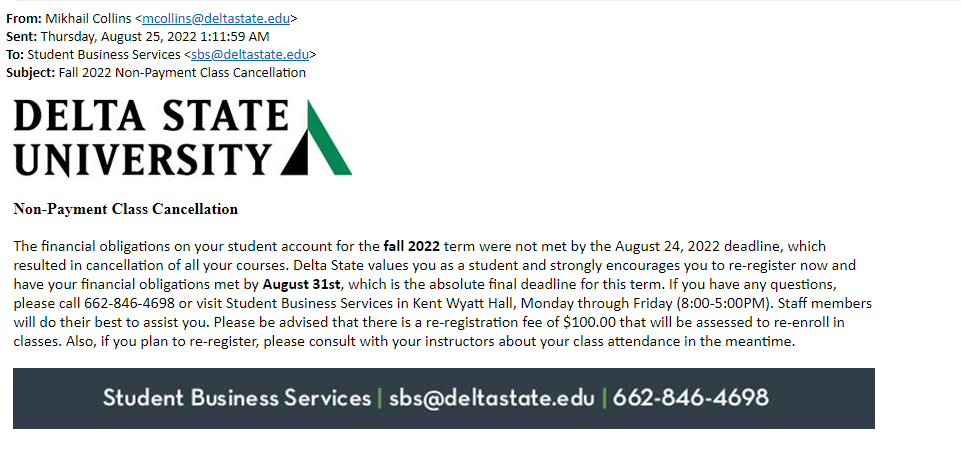 From: Mikhail Collins <mcollins@deltastate.edu>
Sent: Thursday, August 25, 2022 1:11:59 AM
To: Student Business Services <sbs@deltastate.edu>
Subject: Fall 2022 Non-Payment Class Cancellation
DELTA STATE
UNIVERSITY
Non-Payment Class Cancellation
The financial obligations on your student account for the fall 2022 term were not met by the August 24, 2022 deadline, which
resulted in cancellation of all your courses. Delta State values you as a student and strongly encourages you to re-register now and
have your financial obligations met by August 31st, which is the absolute final deadline for this term. If you have any questions,
please call 662-846-4698 or visit Student Business Services in Kent Wyatt Hall, Monday through Friday (8:00-5:00PM). Staff members
will do their best to assist you. Please be advised that there is a re-registration fee of $100.00 that will be assessed to re-enroll in
classes. Also, if you plan to re-register, please consult with your instructors about your class attendance in the meantime.
Student Business Services | sbs@deltastate.edu | 662-846-4698